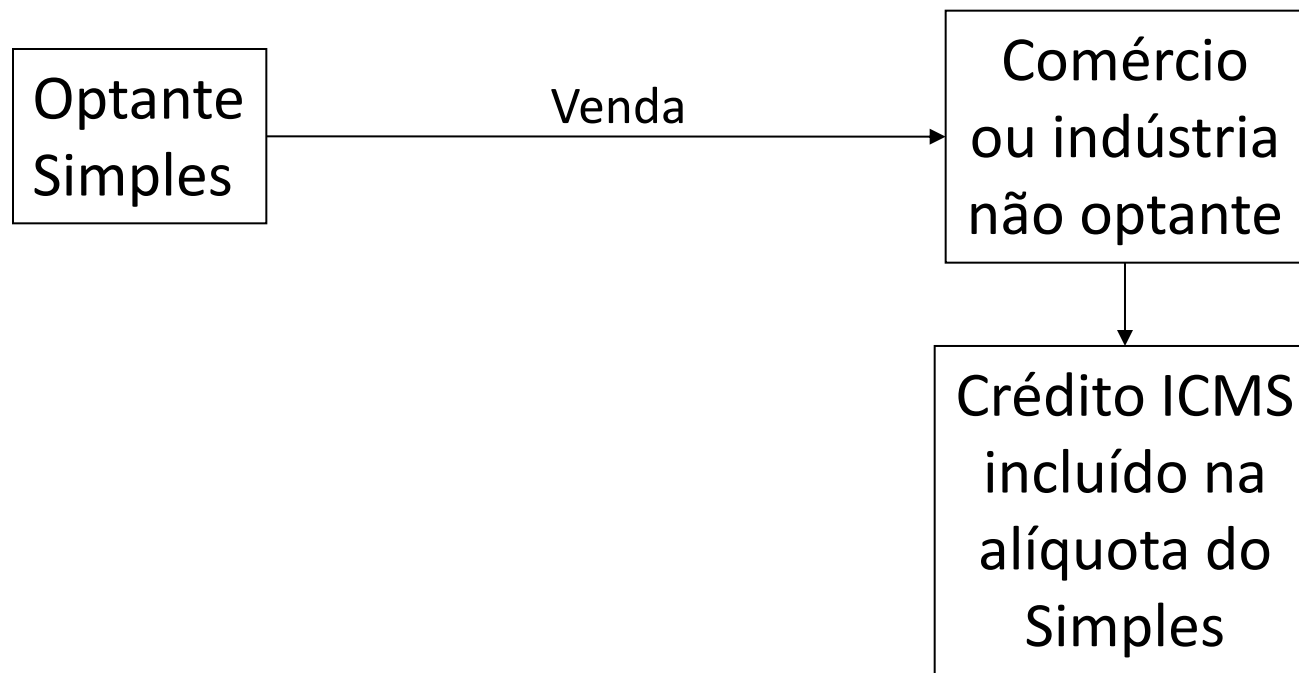 Optante
Simples
Venda
Comércio
ou indústria
não optante
Crédito ICMS
incluído na
alíquota do
Simples